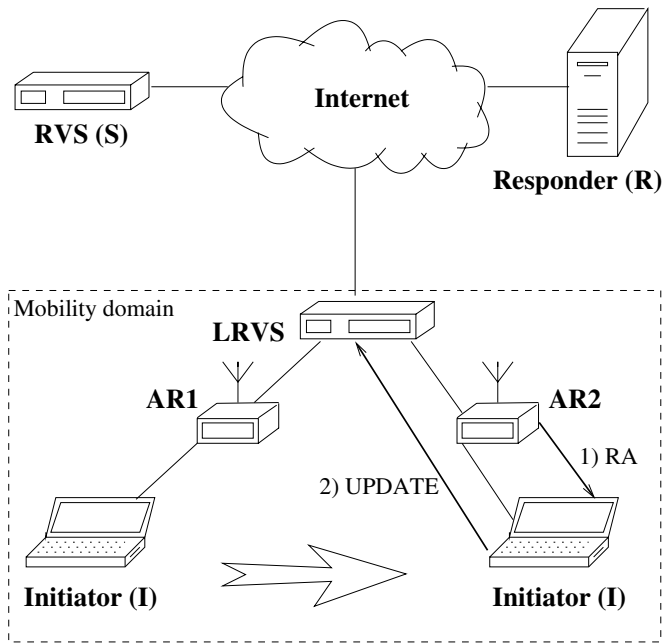 Internet
RVS (S)
Responder (R)
Mobility domain
LRVS
AR1
AR2
1) RA
2) UPDATE
Initiator (I)
Initiator (I)